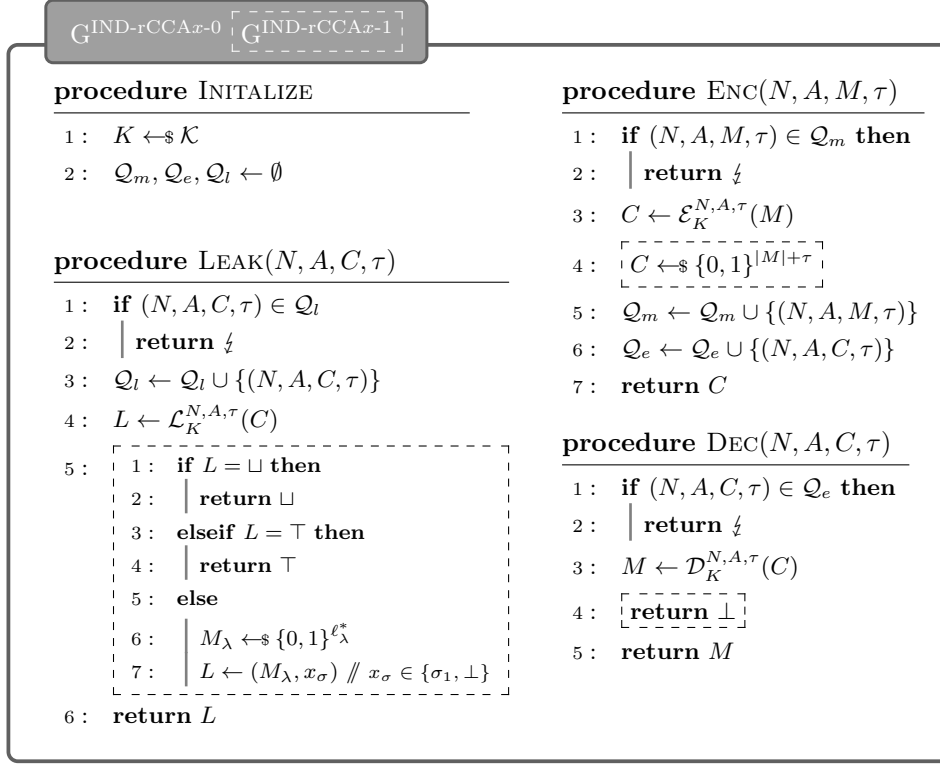 G^{IND-rCCAx-0} G^{IND-rCCAx-1}
procedure INITALIZE
1 : K ←$ 𝒦
2 : 𝒬_m, 𝒬_e, 𝒬_l ← ∅
procedure LEAK(N, A, C, τ)
1 : if (N, A, C, τ) ∈ 𝒬_l
2 : return ↯
3 : 𝒬_l ← 𝒬_l ∪ {(N, A, C, τ)}
4 : L ← ℒ_K^{N,A,τ}(C)
5 :
1 : if L = ⊔ then
2 : return ⊔
3 : elseif L = ⊤ then
4 : return ⊤
5 : else
6 : M_λ ←$ {0, 1}^{ℓ*_λ}
7 : L ← (M_λ, x_σ) // x_σ ∈ {σ_1, ⊥}
6 : return L
procedure ENC(N, A, M, τ)
1 : if (N, A, M, τ) ∈ 𝒬_m then
2 : return ↯
3 : C ← ℰ_K^{N,A,τ}(M)
4 : C ←$ {0, 1}^{|M|+τ}
5 : 𝒬_m ← 𝒬_m ∪ {(N, A, M, τ)}
6 : 𝒬_e ← 𝒬_e ∪ {(N, A, C, τ)}
7 : return C
procedure DEC(N, A, C, τ)
1 : if (N, A, C, τ) ∈ 𝒬_e then
2 : return ↯
3 : M ← 𝒟_K^{N,A,τ}(C)
4 : return ⊥
5 : return M